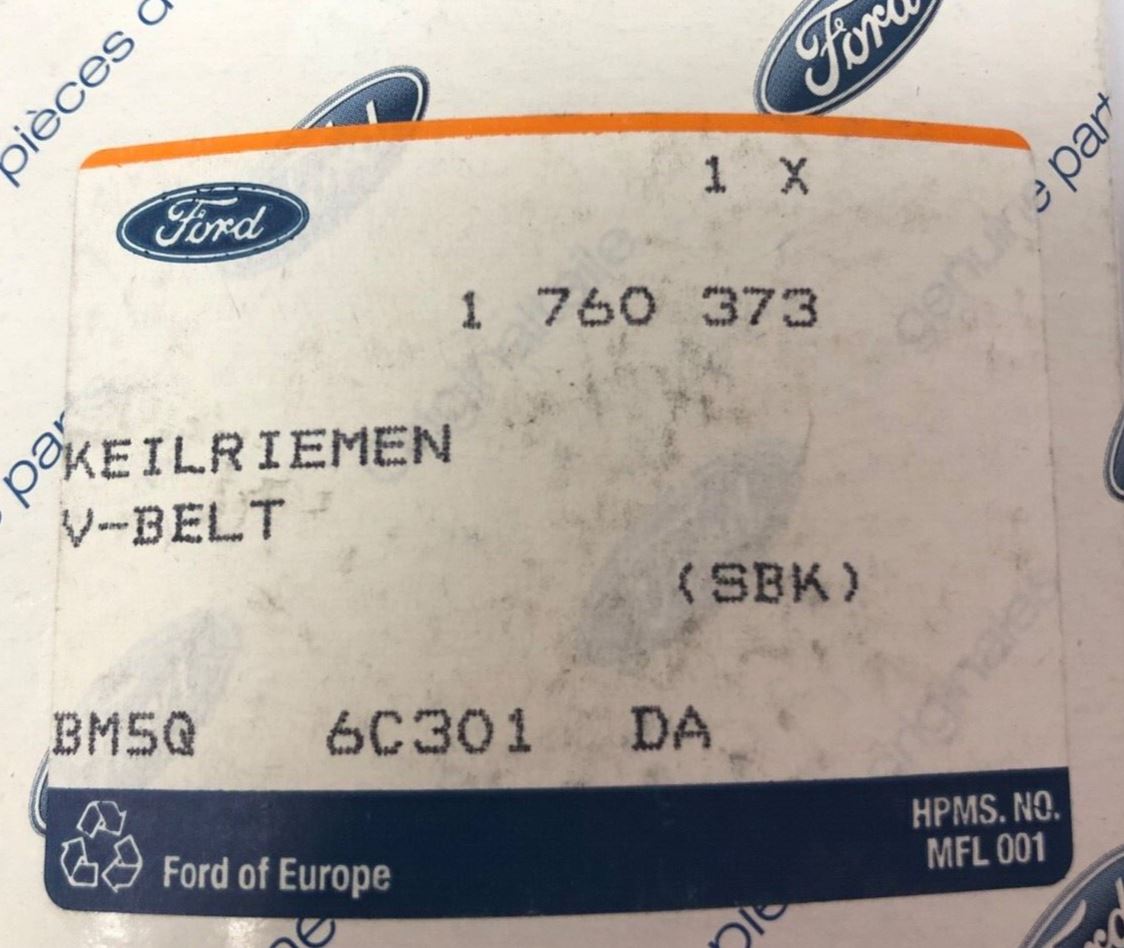 pièces
Ford
Ford
1 X
1 760 373
KEILRIEMEN
V-BELT
(SBK)
BM5Q 6C301 DA
HPMS. NO.
MFL 001
Ford of Europe